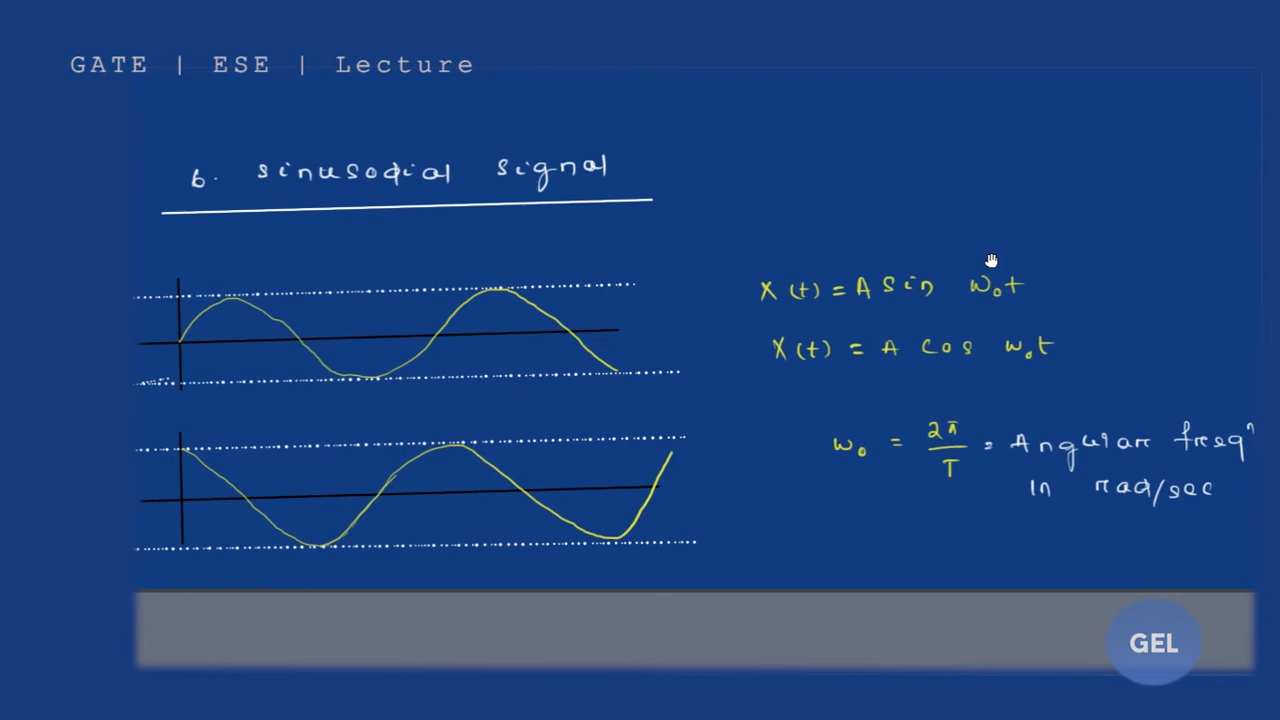 GATE | ESE | Lecture
6. sinusodial signal
X(t) = A Sin ω₀t
X(t) = A Cos ω₀t
ω₀ = 2π/T = Angular freqⁿ
in rad/sec
GEL